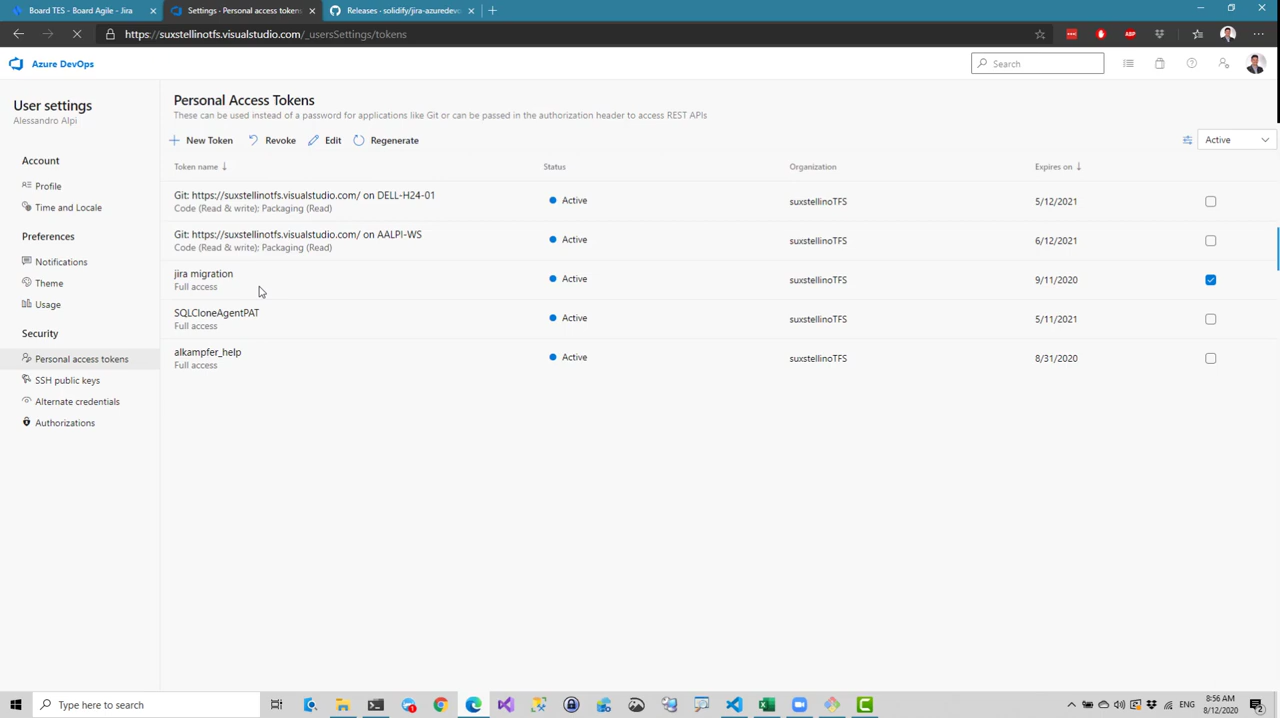 Board TES - Board Agile - Jira
Settings - Personal access tokens
Releases - solidify/jira-azuredevo
https://suxstellinotfs.visualstudio.com/_usersSettings/tokens
ABP
Azure DevOps
Search
User settings
Alessandro Alpi
Account
Profile
Time and Locale
Preferences
Notifications
Theme
Usage
Security
Personal access tokens
SSH public keys
Alternate credentials
Authorizations
Personal Access Tokens
These can be used instead of a password for applications like Git or can be passed in the authorization header to access REST APIs
New Token Revoke Edit Regenerate
Active
Token name Status Organization Expires on
Git: https://suxstellinotfs.visualstudio.com/ on DELL-H24-01 Active suxstellinoTFS 5/12/2021
Code (Read & write); Packaging (Read)
Git: https://suxstellinotfs.visualstudio.com/ on AALPI-WS Active suxstellinoTFS 6/12/2021
Code (Read & write); Packaging (Read)
jira migration Active suxstellinoTFS 9/11/2020
Full access
SQLCloneAgentPAT Active suxstellinoTFS 5/11/2021
Full access
alkampfer_help Active suxstellinoTFS 8/31/2020
Full access
Type here to search
ENG
8:56 AM
8/12/2020
2